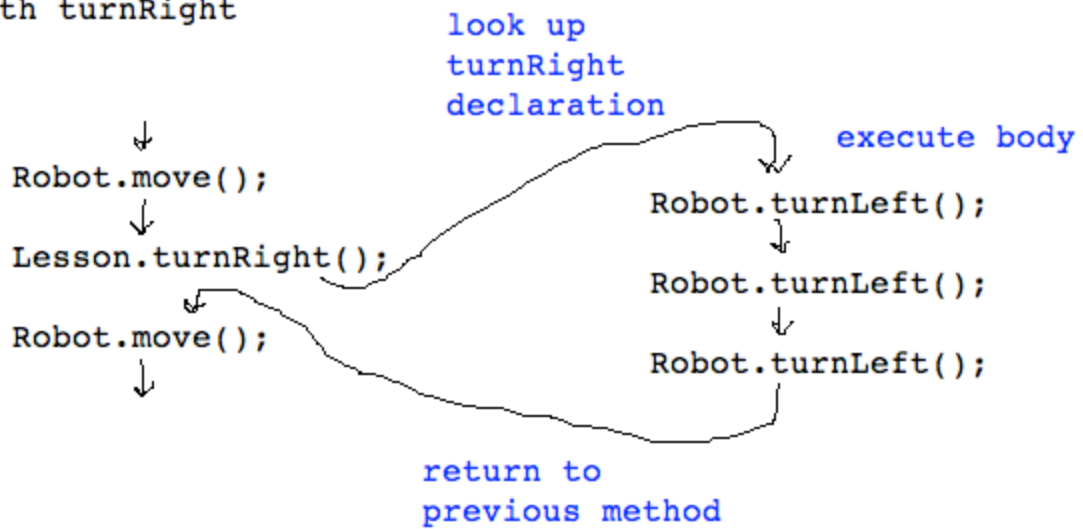 th turnRight
look up
turnRight
declaration
execute body
Robot.move();
Lesson.turnRight();
Robot.move();
Robot.turnLeft();
Robot.turnLeft();
Robot.turnLeft();
return to
previous method